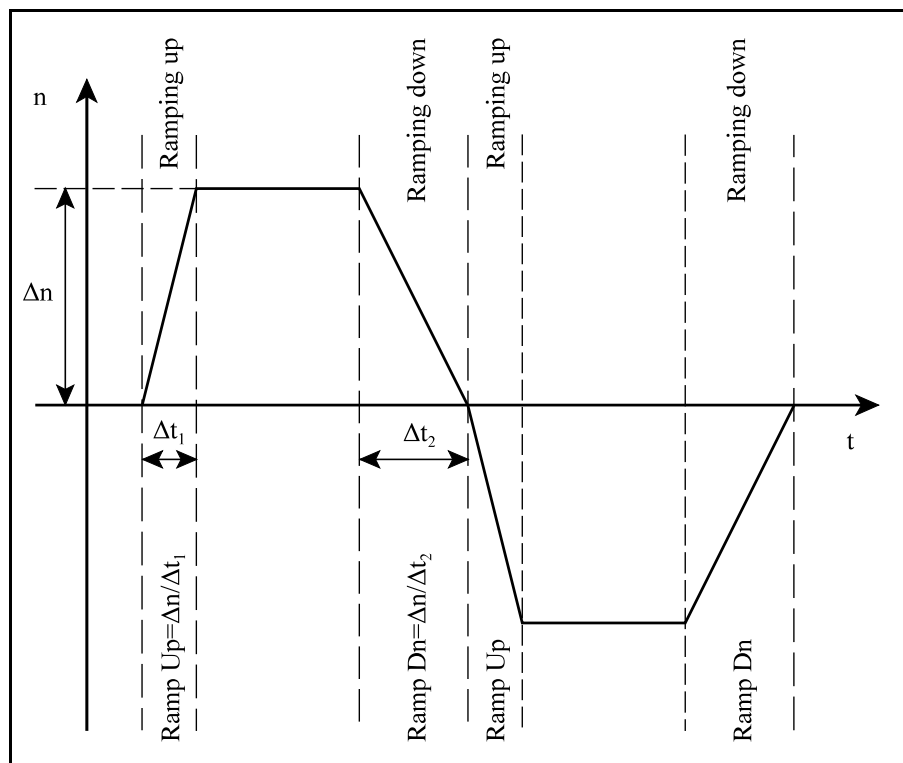 Ramping up
Ramping down
Ramping up
Ramping down
n
Δn
Δt₁
Δt₂
t
Ramp Up=Δn/Δt₁
Ramp Dn=Δn/Δt₂
Ramp Up
Ramp Dn